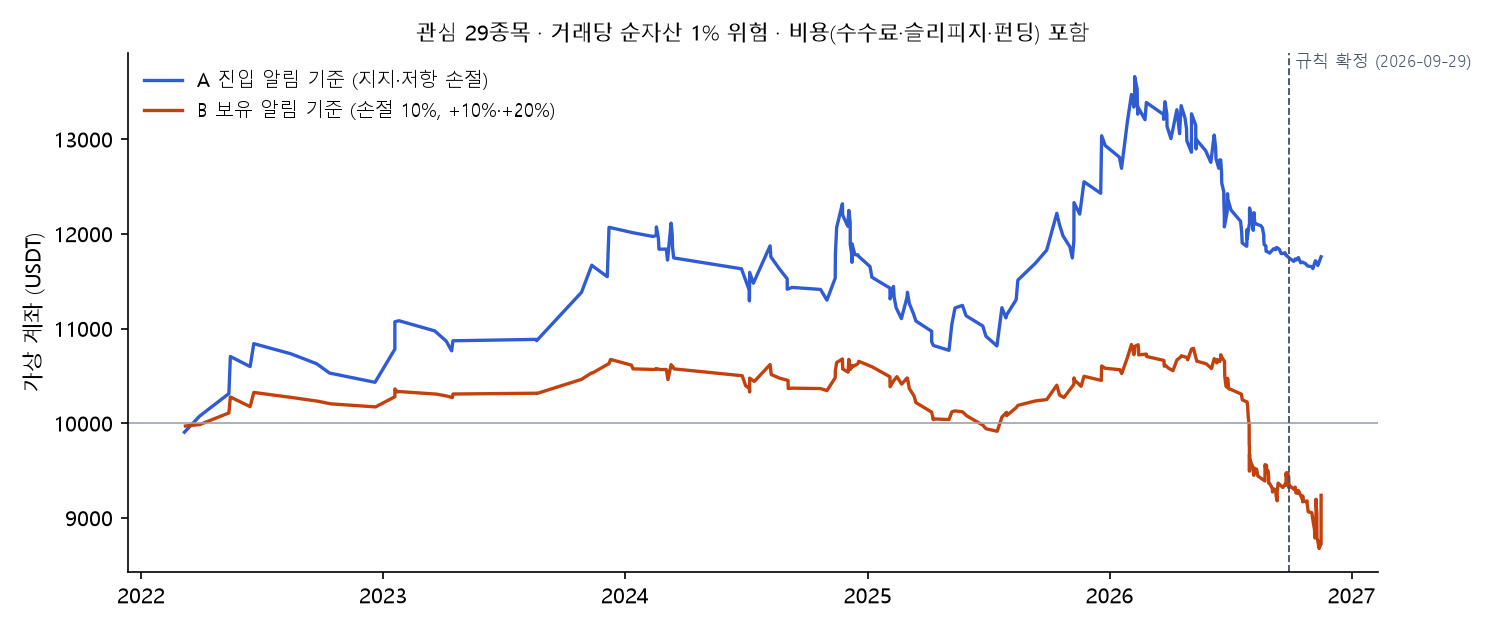 관심 29종목 · 거래당 순자산 1% 위험 · 비용(수수료·슬리피지·펀딩) 포함
규칙 확정 (2026-09-29)
A 진입 알림 기준 (지지·저항 손절)
B 보유 알림 기준 (손절 10%, +10%·+20%)
가상 계좌 (USDT)
13000
12000
11000
10000
9000
2022
2023
2024
2025
2026
2027